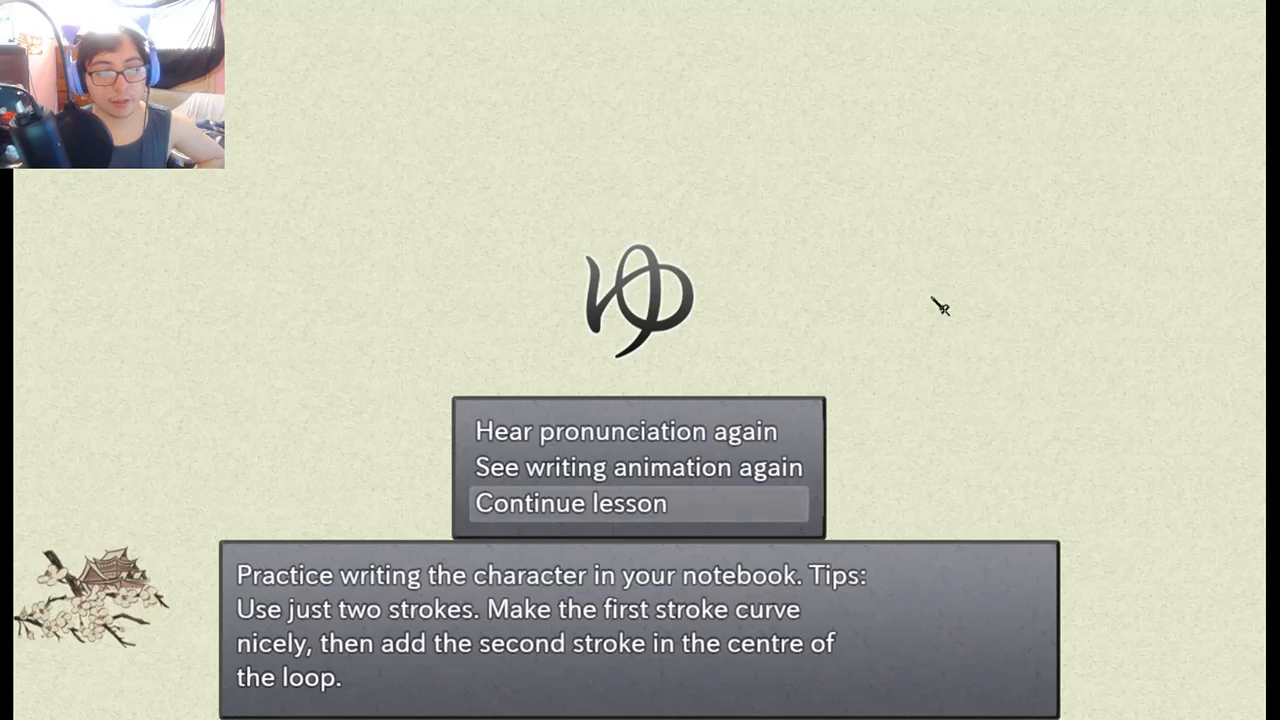 ゆ
Hear pronunciation again
See writing animation again
Continue lesson
Practice writing the character in your notebook. Tips:
Use just two strokes. Make the first stroke curve
nicely, then add the second stroke in the centre of
the loop.